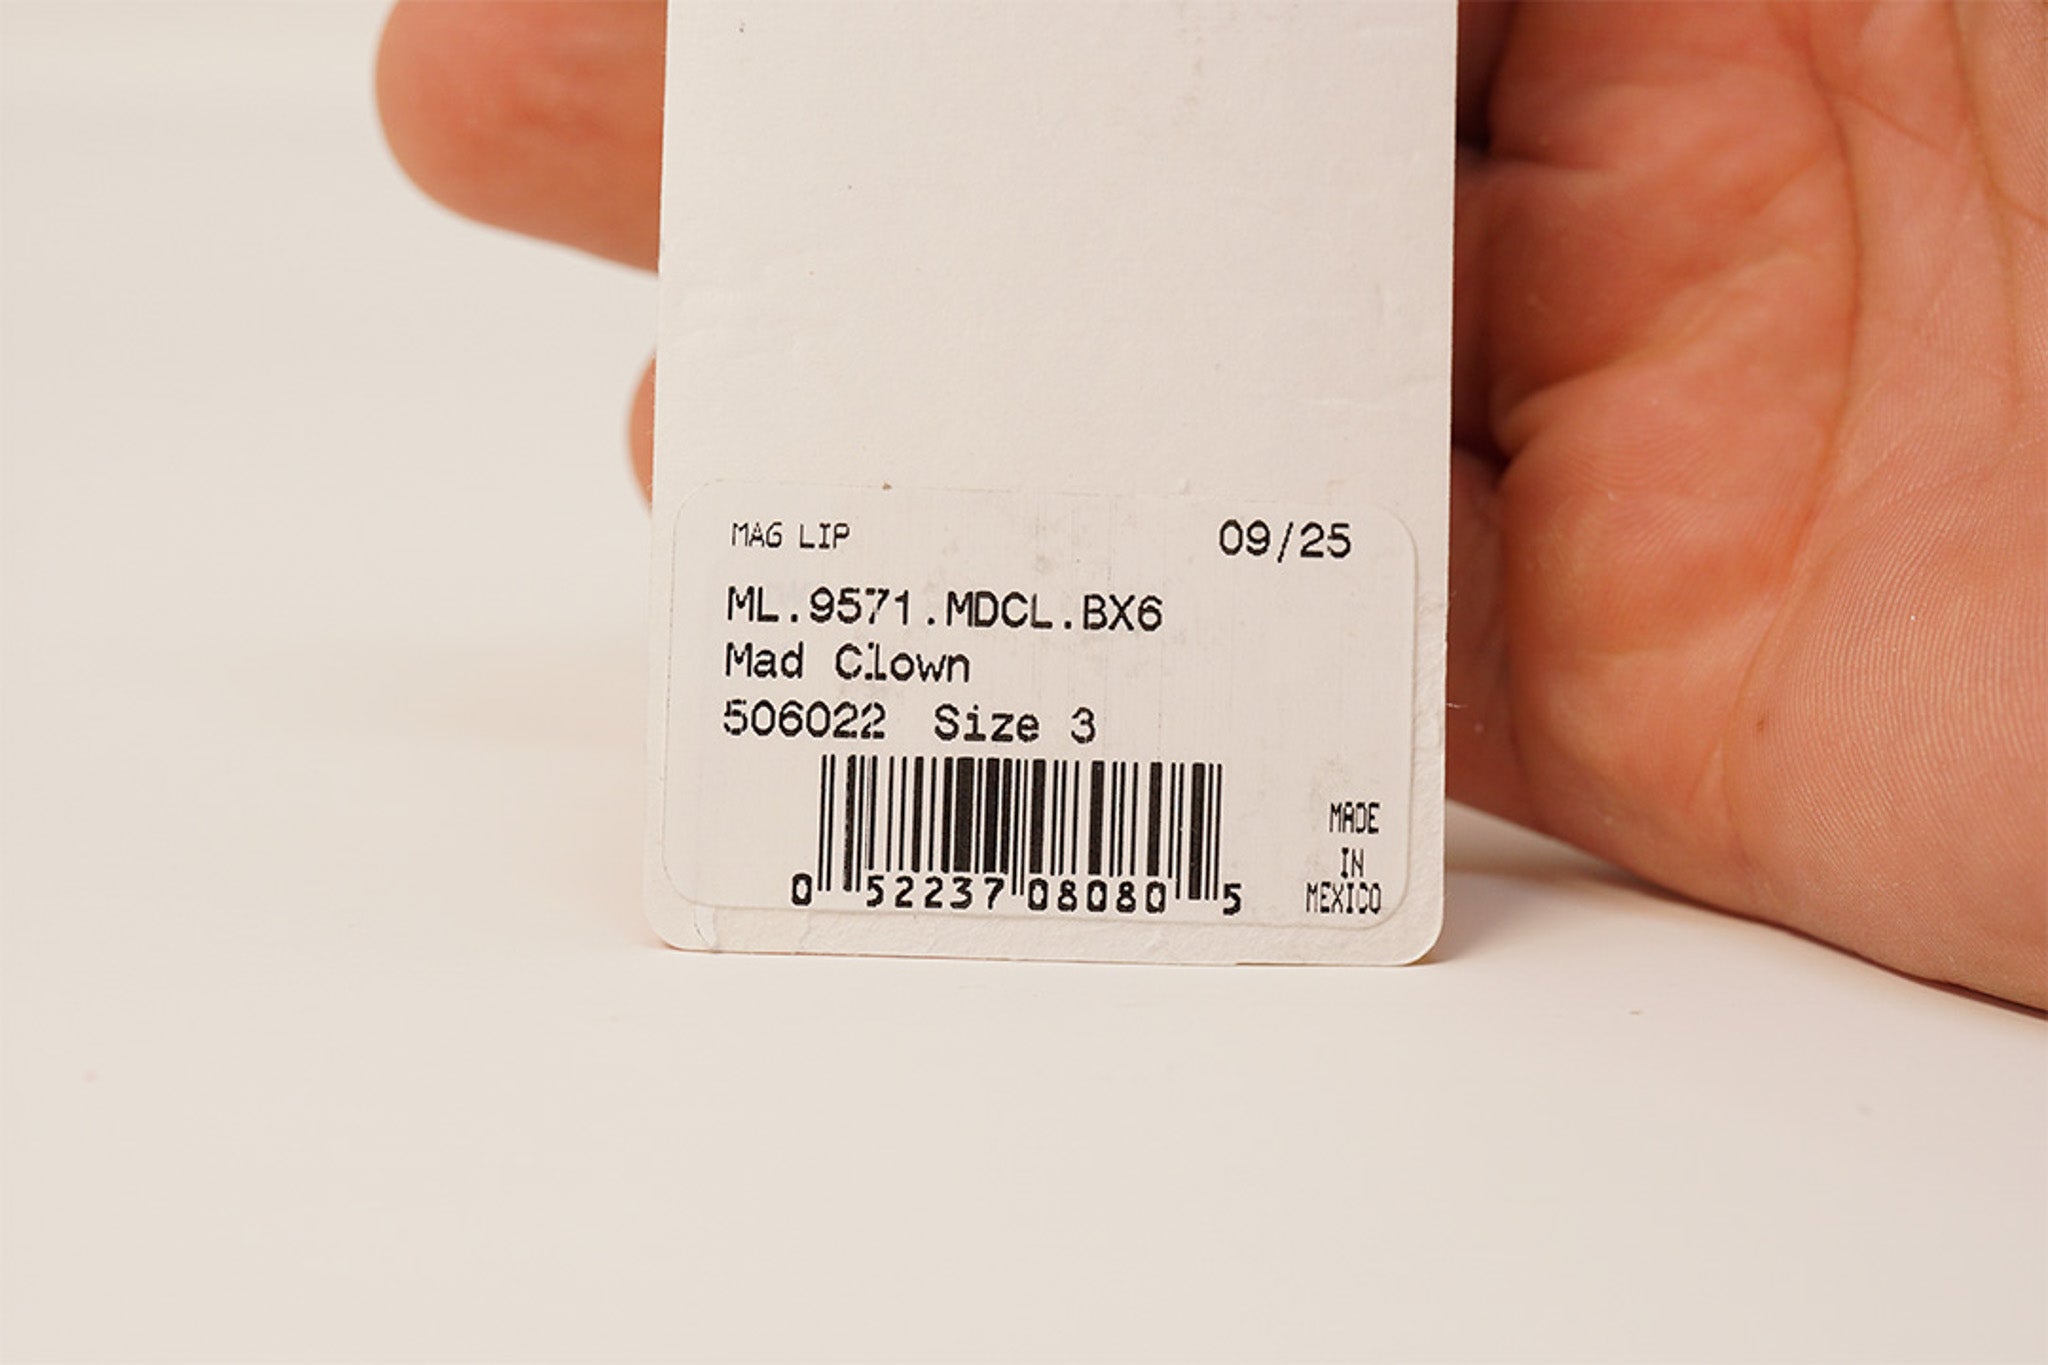 MAG LIP 09/25
ML.9571.MDCL.BX6
Mad Clown
506022 Size 3
0 52237 08080 5
MADE
IN
MEXICO